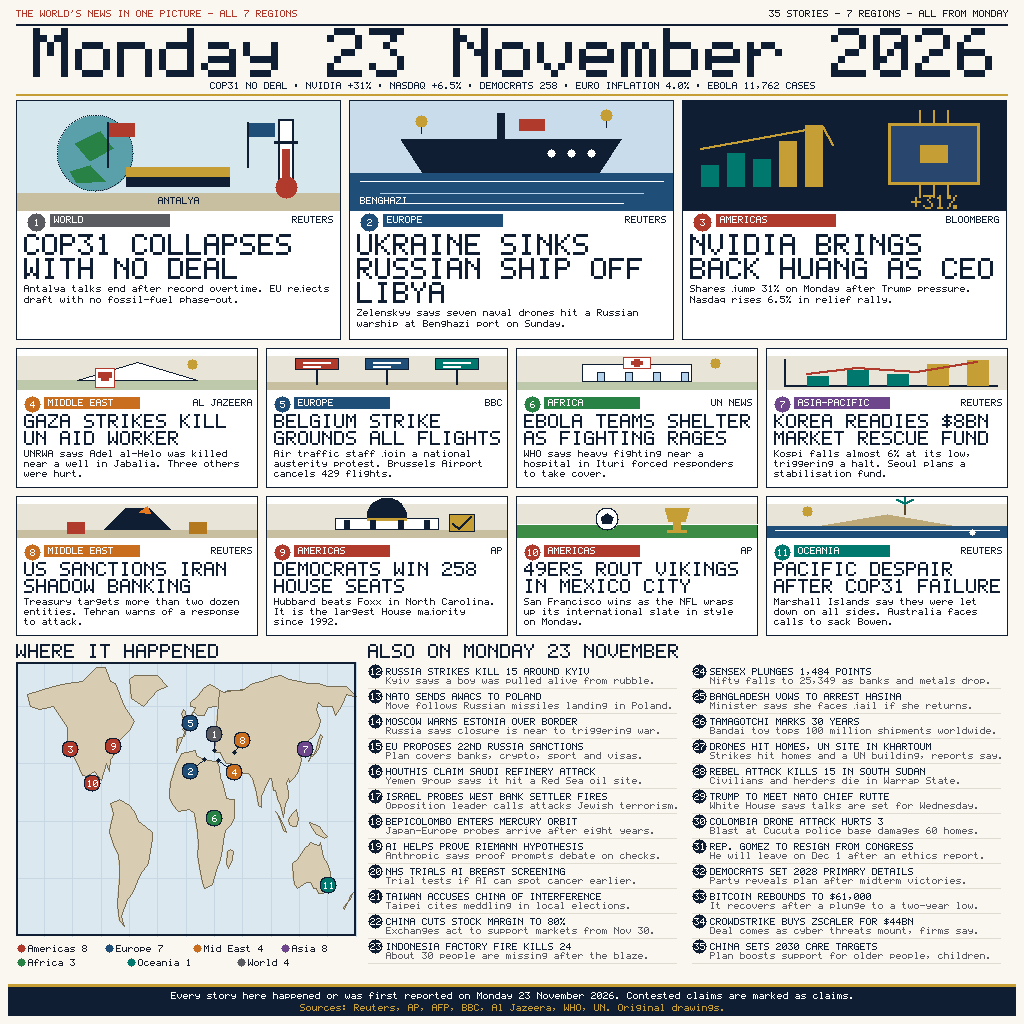 THE WORLD'S NEWS IN ONE PICTURE - ALL 7 REGIONS
35 STORIES - 7 REGIONS - ALL FROM MONDAY
Monday 23 November 2026
COP31 NO DEAL • NVIDIA +31% • NASDAQ +6.5% • DEMOCRATS 258 • EURO INFLATION 4.0% • EBOLA 11,762 CASES
ANTALYA
1 WORLD REUTERS
COP31 COLLAPSES
WITH NO DEAL
Antalya talks end after record overtime. EU rejects
draft with no fossil-fuel phase-out.
BENGHAZI
2 EUROPE REUTERS
UKRAINE SINKS
RUSSIAN SHIP OFF
LIBYA
Zelenskyy says seven naval drones hit a Russian
warship at Benghazi port on Sunday.
+31%
3 AMERICAS BLOOMBERG
NVIDIA BRINGS
BACK HUANG AS CEO
Shares jump 31% on Monday after Trump pressure.
Nasdaq rises 6.5% in relief rally.
4 MIDDLE EAST AL JAZEERA
GAZA STRIKES KILL
UN AID WORKER
UNRWA says Adel al-Helo was killed
near a well in Jabalia. Three others
were hurt.
5 EUROPE BBC
BELGIUM STRIKE
GROUNDS ALL FLIGHTS
Air traffic staff join a national
austerity protest. Brussels Airport
cancels 429 flights.
6 AFRICA UN NEWS
EBOLA TEAMS SHELTER
AS FIGHTING RAGES
WHO says heavy fighting near a
hospital in Ituri forced responders
to take cover.
7 ASIA-PACIFIC REUTERS
KOREA READIES $8BN
MARKET RESCUE FUND
Kospi falls almost 6% at its low,
triggering a halt. Seoul plans a
stabilisation fund.
8 MIDDLE EAST REUTERS
US SANCTIONS IRAN
SHADOW BANKING
Treasury targets more than two dozen
entities. Tehran warns of a response
to attack.
9 AMERICAS AP
DEMOCRATS WIN 258
HOUSE SEATS
Hubbard beats Foxx in North Carolina.
It is the largest House majority
since 1992.
10 AMERICAS AP
49ERS ROUT VIKINGS
IN MEXICO CITY
San Francisco wins as the NFL wraps
up its international slate in style
on Monday.
11 OCEANIA REUTERS
PACIFIC DESPAIR
AFTER COP31 FAILURE
Marshall Islands say they were let
down on all sides. Australia faces
calls to sack Bowen.
WHERE IT HAPPENED
5
1
8
3
9
7
2
4
10
6
11
Americas 8 Europe 7 Mid East 4 Asia 8
Africa 3 Oceania 1 World 4
ALSO ON MONDAY 23 NOVEMBER
12 RUSSIA STRIKES KILL 15 AROUND KYIV
Kyiv says a boy was pulled alive from rubble.
13 NATO SENDS AWACS TO POLAND
Move follows Russian missiles landing in Poland.
14 MOSCOW WARNS ESTONIA OVER BORDER
Russia says closure is near to triggering war.
15 EU PROPOSES 22ND RUSSIA SANCTIONS
Plan covers banks, crypto, sport and visas.
16 HOUTHIS CLAIM SAUDI REFINERY ATTACK
Yemen group says it hit a Red Sea oil site.
17 ISRAEL PROBES WEST BANK SETTLER FIRES
Opposition leader calls attacks Jewish terrorism.
18 BEPICOLOMBO ENTERS MERCURY ORBIT
Japan-Europe probes arrive after eight years.
19 AI HELPS PROVE RIEMANN HYPOTHESIS
Anthropic says proof prompts debate on checks.
20 NHS TRIALS AI BREAST SCREENING
Trial tests if AI can spot cancer earlier.
21 TAIWAN ACCUSES CHINA OF INTERFERENCE
Taipei cites meddling in local elections.
22 CHINA CUTS STOCK MARGIN TO 80%
Exchanges act to support markets from Nov 30.
23 INDONESIA FACTORY FIRE KILLS 24
About 30 people are missing after the blaze.
24 SENSEX PLUNGES 1,484 POINTS
Nifty falls to 25,349 as banks and metals drop.
25 BANGLADESH VOWS TO ARREST HASINA
Minister says she faces jail if she returns.
26 TAMAGOTCHI MARKS 30 YEARS
Bandai toy tops 100 million shipments worldwide.
27 DRONES HIT HOMES, UN SITE IN KHARTOUM
Strikes hit homes and a UN building, reports say.
28 REBEL ATTACK KILLS 15 IN SOUTH SUDAN
Civilians and herders die in Warrap State.
29 TRUMP TO MEET NATO CHIEF RUTTE
White House says talks are set for Wednesday.
30 COLOMBIA DRONE ATTACK HURTS 3
Blast at Cucuta police base damages 60 homes.
31 REP. GOMEZ TO RESIGN FROM CONGRESS
He will leave on Dec 1 after an ethics report.
32 DEMOCRATS SET 2028 PRIMARY DETAILS
Party reveals plan after midterm victories.
33 BITCOIN REBOUNDS TO $61,000
It recovers after a plunge to a two-year low.
34 CROWDSTRIKE BUYS ZSCALER FOR $44BN
Deal comes as cyber threats mount, firms say.
35 CHINA SETS 2030 CARE TARGETS
Plan boosts support for older people, children.
Every story here happened or was first reported on Monday 23 November 2026. Contested claims are marked as claims.
Sources: Reuters, AP, AFP, BBC, Al Jazeera, WHO, UN. Original drawings.